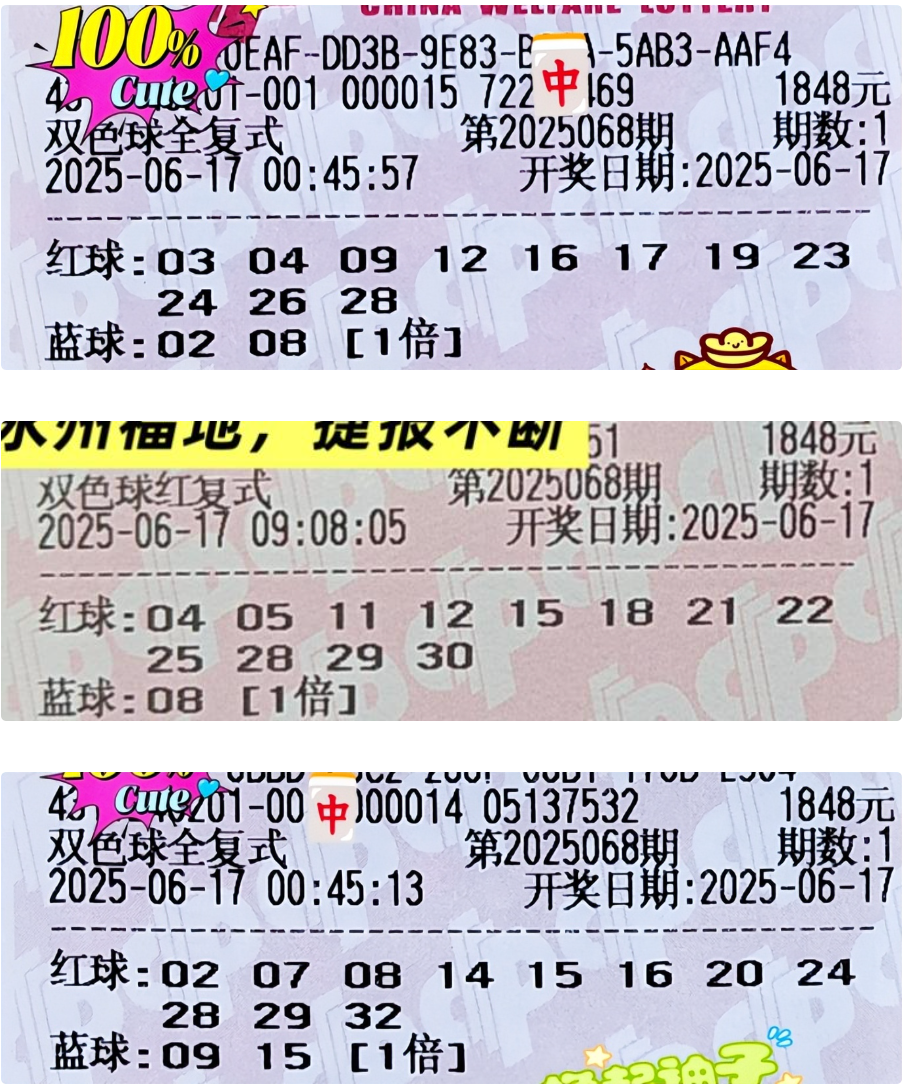 CHINA WELFARE LOTTERY
100%
Cute
0EAF-DD3B-9E83-B A-5AB3-AAF4
01-001 000015 722 469 1848元
中
双色球全复式 第2025068期 期数:1
2025-06-17 00:45:57 开奖日期:2025-06-17
红球:03 04 09 12 16 17 19 23
24 26 28
蓝球:02 08 [1倍]
永州福地，捷报不断
51 1848元
双色球红复式 第2025068期 期数:1
2025-06-17 09:08:05 开奖日期:2025-06-17
红球:04 05 11 12 15 18 21 22
25 28 29 30
蓝球:08 [1倍]
Cute
0201-00 000014 05137532 1848元
中
双色球全复式 第2025068期 期数:1
2025-06-17 00:45:13 开奖日期:2025-06-17
红球:02 07 08 14 15 16 20 24
28 29 32
蓝球:09 15 [1倍]